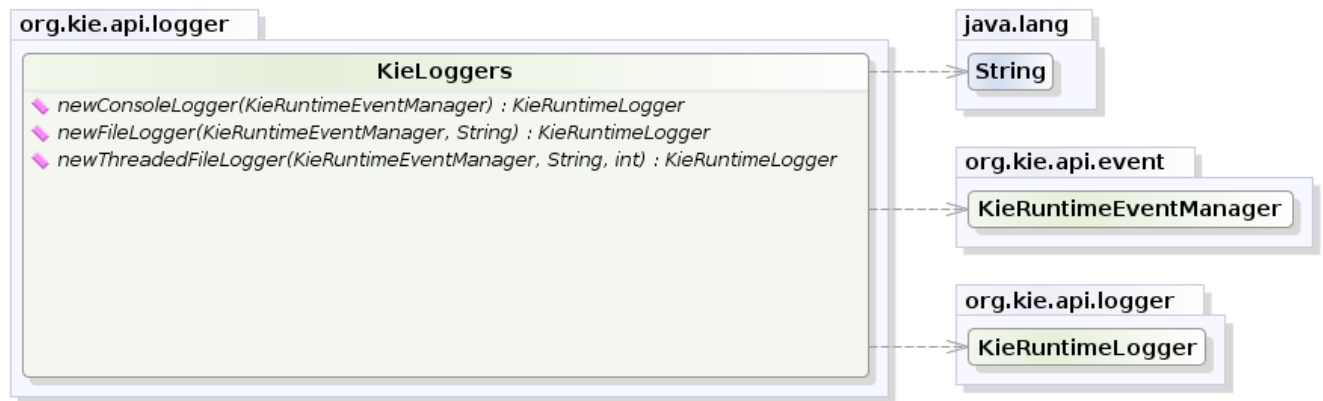 org.kie.api.logger
KieLoggers
newConsoleLogger(KieRuntimeEventManager) : KieRuntimeLogger
newFileLogger(KieRuntimeEventManager, String) : KieRuntimeLogger
newThreadedFileLogger(KieRuntimeEventManager, String, int) : KieRuntimeLogger
java.lang
String
org.kie.api.event
KieRuntimeEventManager
org.kie.api.logger
KieRuntimeLogger